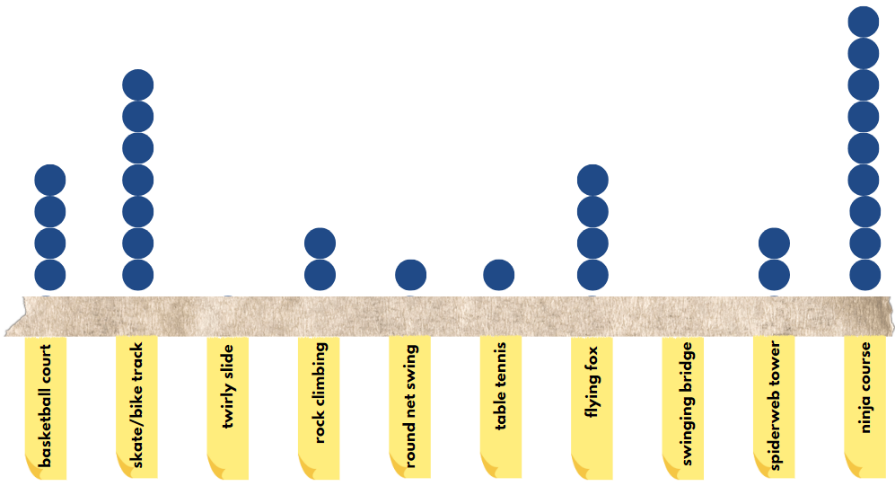 basketball court
skate/bike track
twirly slide
rock climbing
round net swing
table tennis
flying fox
swinging bridge
spiderweb tower
ninja course